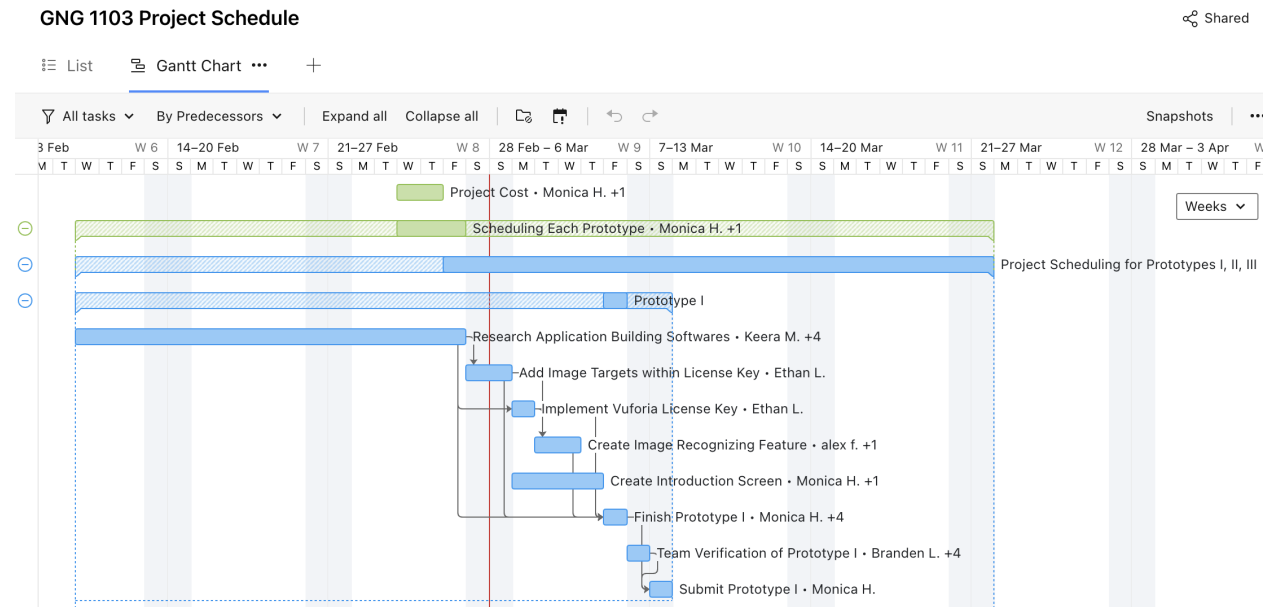 GNG 1103 Project Schedule
Shared
List
Gantt Chart •••
All tasks By Predecessors Expand all Collapse all Snapshots
Feb W 6 14–20 Feb W 7 21–27 Feb W 8 28 Feb – 6 Mar W 9 7–13 Mar W 10 14–20 Mar W 11 21–27 Mar W 12 28 Mar – 3 Apr
M T W T F S S M T W T F S S M T W T F S S M T W T F S S M T W T F S S M T W T F S S M T W T F S S M T W T F
Project Cost • Monica H. +1
Weeks
Scheduling Each Prototype • Monica H. +1
Project Scheduling for Prototypes I, II, III
Prototype I
Research Application Building Softwares • Keera M. +4
Add Image Targets within License Key • Ethan L.
Implement Vuforia License Key • Ethan L.
Create Image Recognizing Feature • alex f. +1
Create Introduction Screen • Monica H. +1
Finish Prototype I • Monica H. +4
Team Verification of Prototype I • Branden L. +4
Submit Prototype I • Monica H.